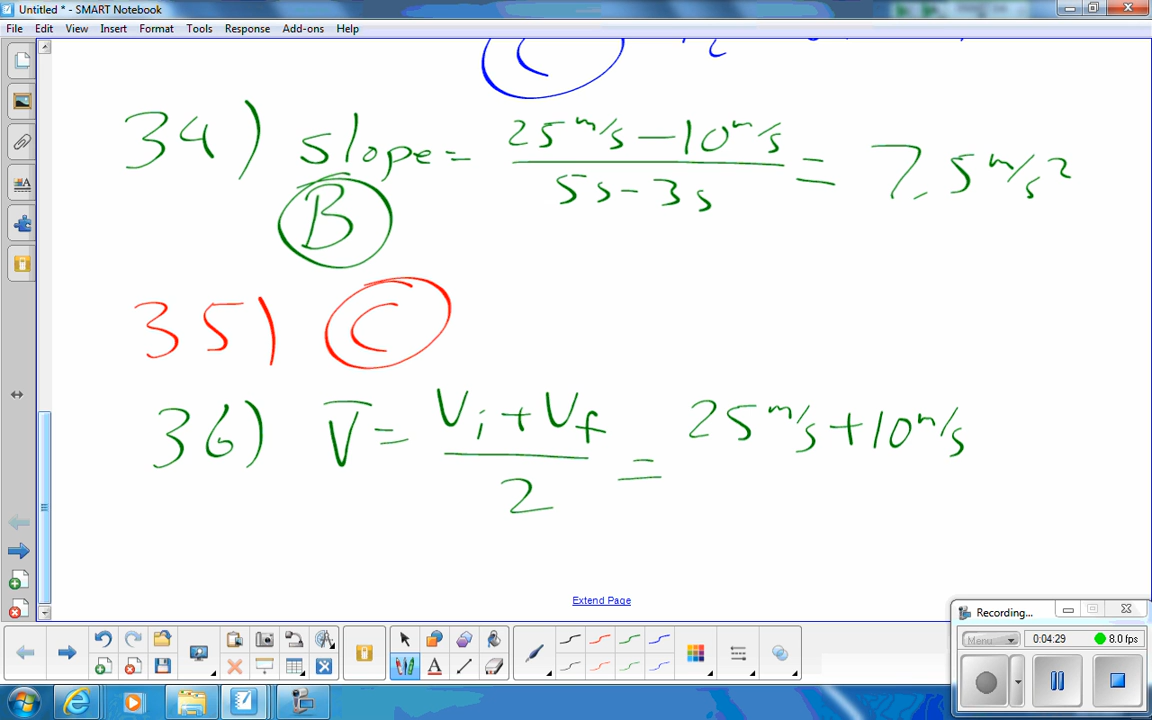 Untitled * - SMART Notebook
File Edit View Insert Format Tools Response Add-ons Help
C
34) slope = 25 m/s - 10 m/s / 5s - 3s = 7.5 m/s²
B
35) C
36) V̅ = Vi + Vf / 2 = 25 m/s + 10 m/s
Extend Page
Recording...
Menu 0:04:29 8.0 fps